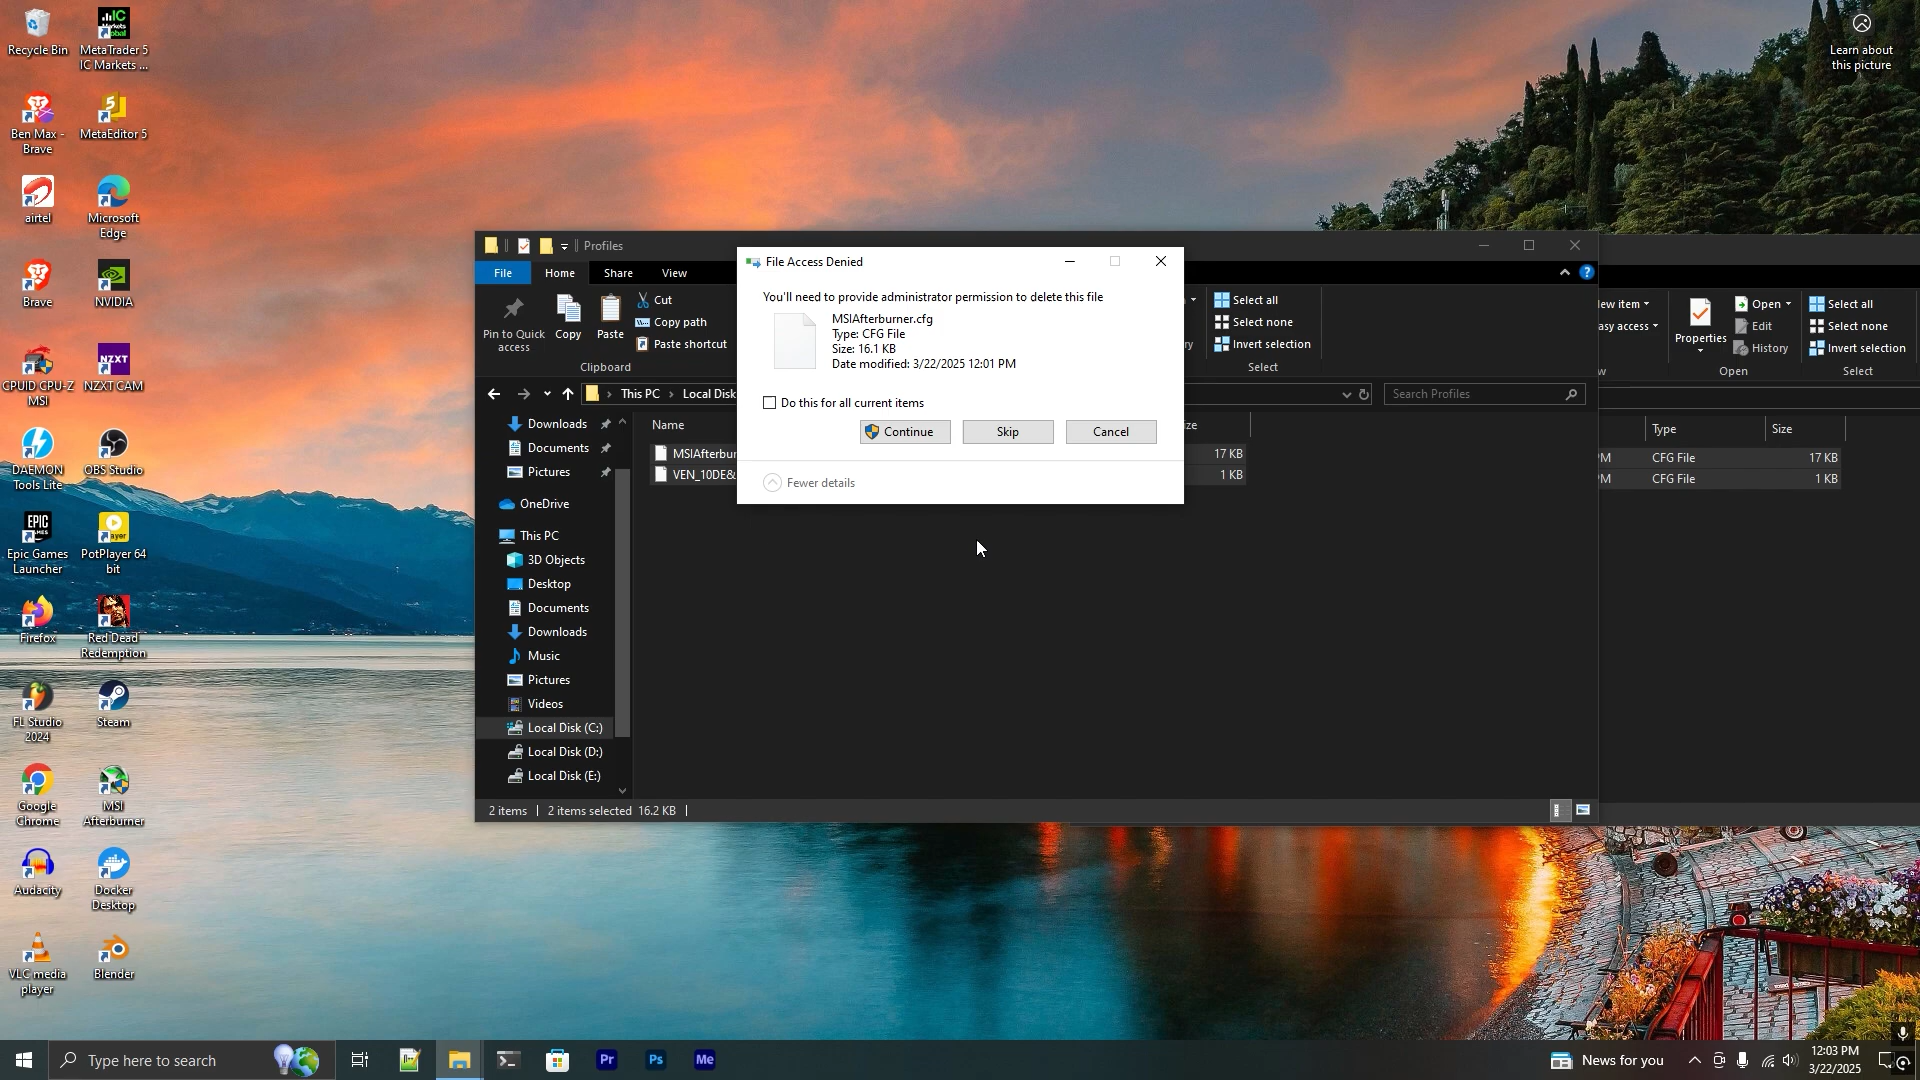 Recycle Bin
MetaTrader 5
IC Markets ...
Learn about
this picture
Ben Max -
Brave
MetaEditor 5
airtel
Microsoft
Edge
Brave
NVIDIA
CPUID CPU-Z
MSI
NZXT CAM
DAEMON
Tools Lite
OBS Studio
Epic Games
Launcher
PotPlayer 64
bit
Firefox
Red Dead
Redemption
FL Studio
2024
Steam
Google
Chrome
MSI
Afterburner
Audacity
Docker
Desktop
VLC media
player
Blender
Profiles
File
Home
Share
View
Pin to Quick
access
Copy
Paste
Cut
Copy path
Paste shortcut
Clipboard
Select all
Select none
Invert selection
Select
This PC
Local Disk
Search Profiles
Downloads
Documents
Pictures
OneDrive
This PC
3D Objects
Desktop
Documents
Downloads
Music
Pictures
Videos
Local Disk (C:)
Local Disk (D:)
Local Disk (E:)
Name
MSIAfterbur
17 KB
VEN_10DE&
1 KB
2 items
2 items selected 16.2 KB
File Access Denied
You'll need to provide administrator permission to delete this file
MSIAfterburner.cfg
Type: CFG File
Size: 16.1 KB
Date modified: 3/22/2025 12:01 PM
Do this for all current items
Continue
Skip
Cancel
Fewer details
Properties
Open
Edit
History
Open
Select all
Select none
Invert selection
Select
Type
Size
CFG File
17 KB
CFG File
1 KB
Type here to search
Pr
Ps
Me
News for you
12:03 PM
3/22/2025